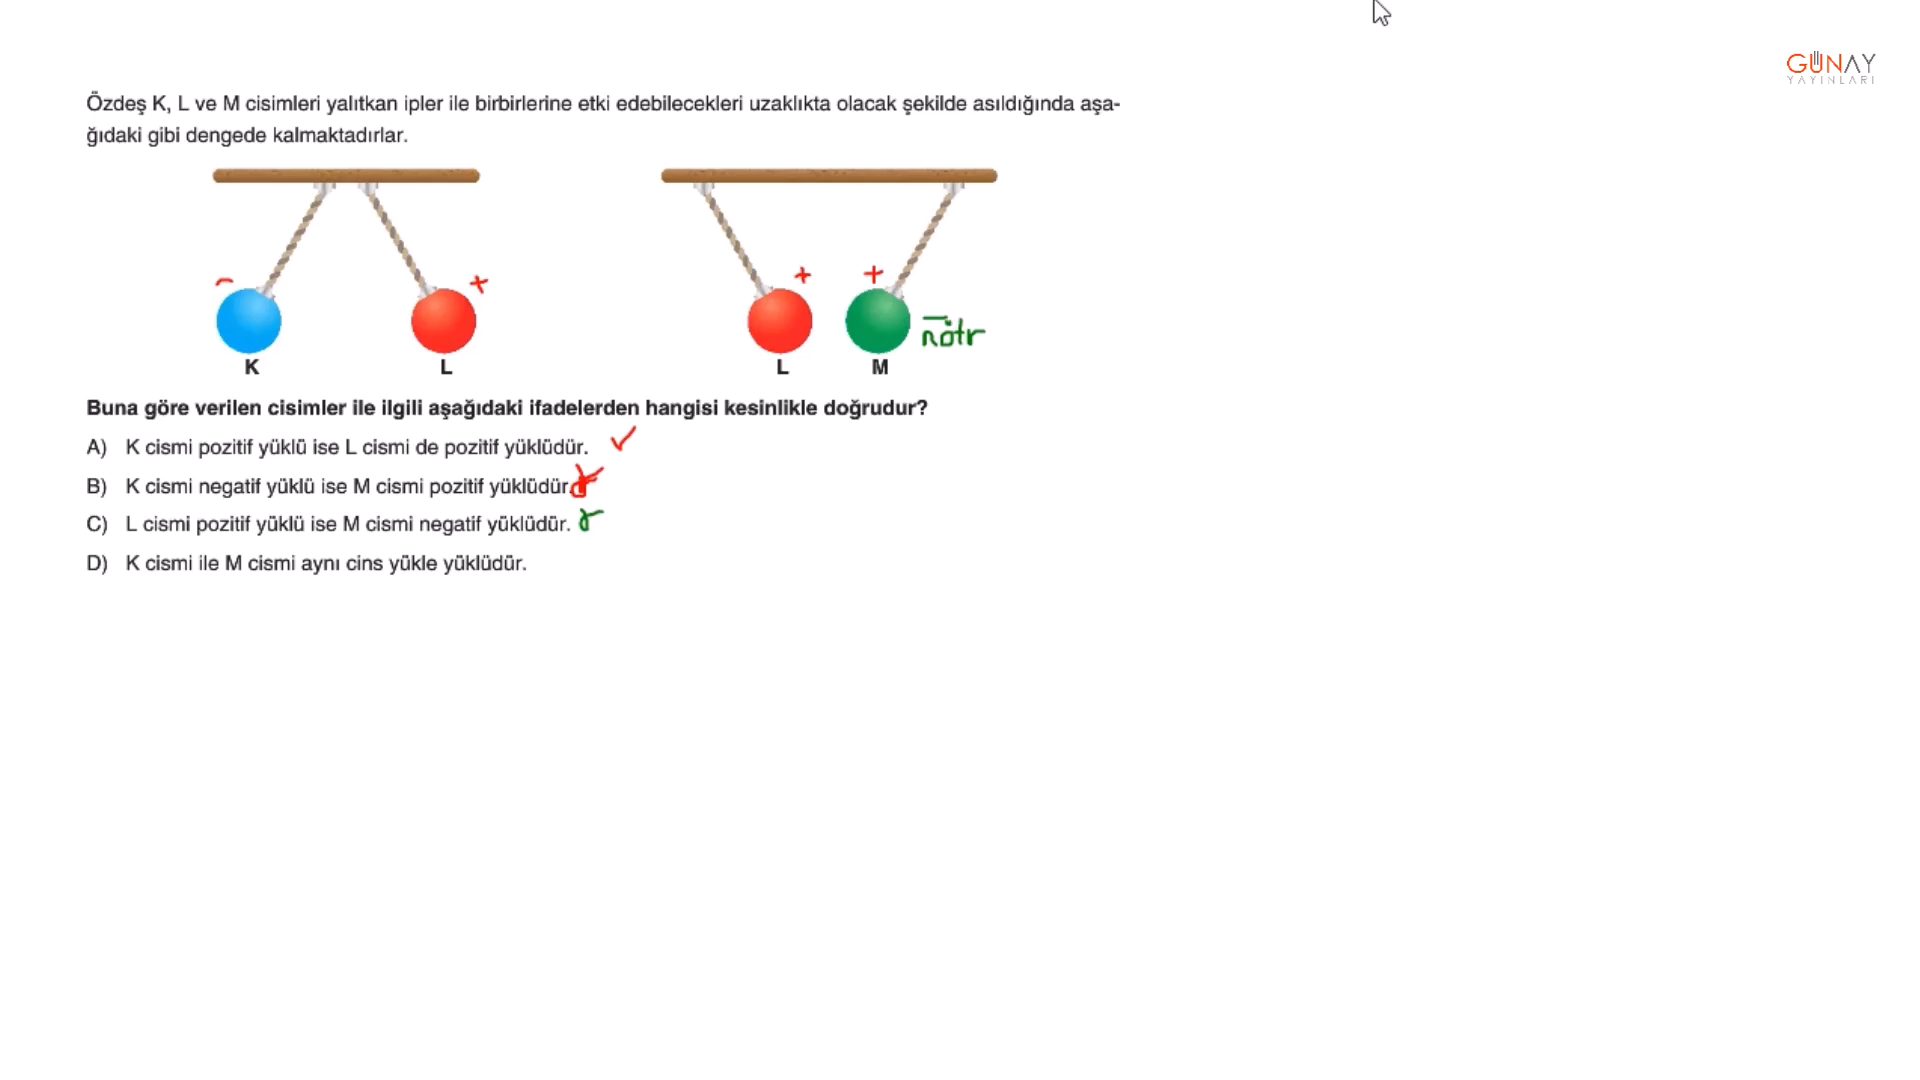 GÜNAY
YAYINLARI
Özdeş K, L ve M cisimleri yalıtkan ipler ile birbirlerine etki edebilecekleri uzaklıkta olacak şekilde asıldığında aşa-
ğıdaki gibi dengede kalmaktadırlar.
- + + +
nötr
K L L M
Buna göre verilen cisimler ile ilgili aşağıdaki ifadelerden hangisi kesinlikle doğrudur?
A) K cismi pozitif yüklü ise L cismi de pozitif yüklüdür.
B) K cismi negatif yüklü ise M cismi pozitif yüklüdür.
C) L cismi pozitif yüklü ise M cismi negatif yüklüdür.
D) K cismi ile M cismi aynı cins yükle yüklüdür.